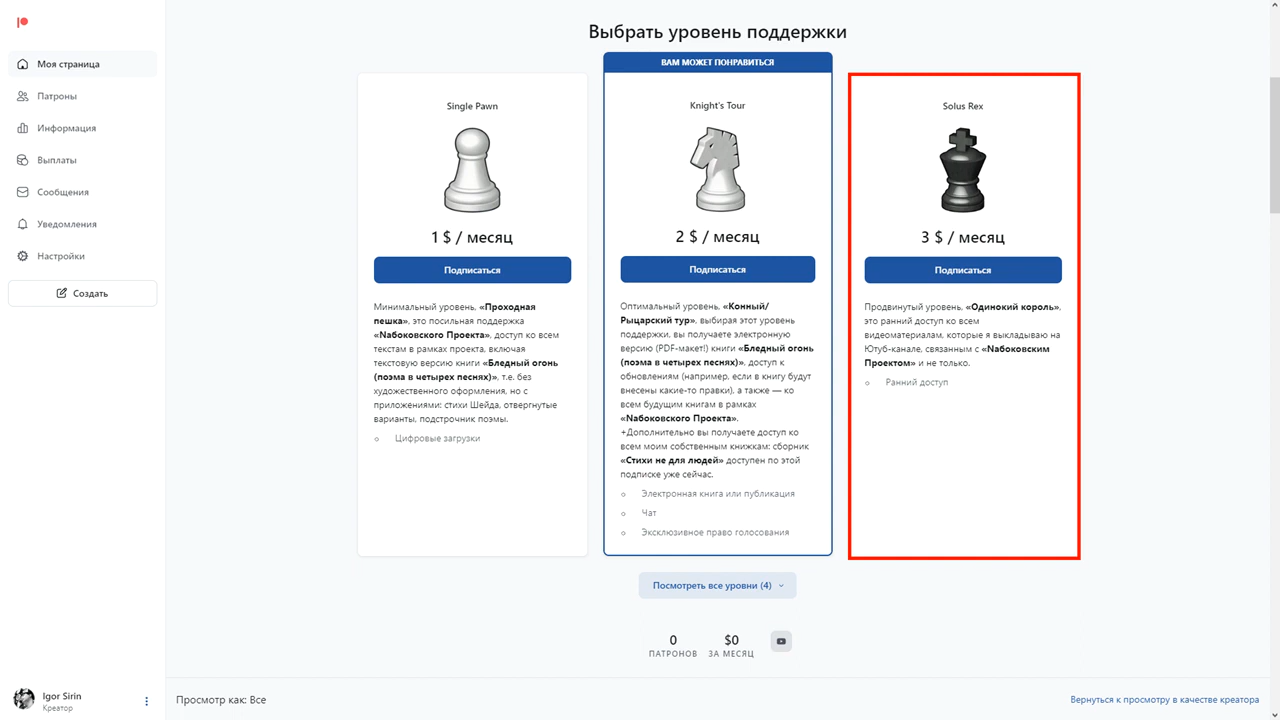 Выбрать уровень поддержки
Моя страница
Патроны
Информация
Выплаты
Сообщения
Уведомления
Настройки
Создать
Single Pawn
1 $ / месяц
Подписаться
Минимальный уровень, «Проходная
пешка», это посильная поддержка
«Nабоковского Проекта», доступ ко всем
текстам в рамках проекта, включая
текстовую версию книги «Бледный огонь
(поэма в четырех песнях)», т.е. без
художественного оформления, но с
приложениями: стихи Шейда, отвергнутые
варианты, подстрочник поэмы.
Цифровые загрузки
ВАМ МОЖЕТ ПОНРАВИТЬСЯ
Knight's Tour
2 $ / месяц
Подписаться
Оптимальный уровень, «Конный/
Рыцарский тур», выбирая этот уровень
поддержки, вы получаете электронную
версию (PDF-макет!) книги «Бледный огонь
(поэма в четырех песнях)», доступ к
обновлениям (например, если в книгу будут
внесены какие-то правки), а также — ко
всем будущим книгам в рамках
«Nабоковского Проекта».
+Дополнительно вы получаете доступ ко
всем моим собственным книжкам: сборник
«Стихи не для людей» доступен по этой
подписке уже сейчас.
Электронная книга или публикация
Чат
Эксклюзивное право голосования
Solus Rex
3 $ / месяц
Подписаться
Продвинутый уровень, «Одинокий король»,
это ранний доступ ко всем
видеоматериалам, которые я выкладываю на
Ютуб-канале, связанным с «Nабоковским
Проектом» и не только.
Ранний доступ
Посмотреть все уровни (4)
0
ПАТРОНОВ
$0
ЗА МЕСЯЦ
Igor Sirin
Креатор
Просмотр как: Все
Вернуться к просмотру в качестве креатора